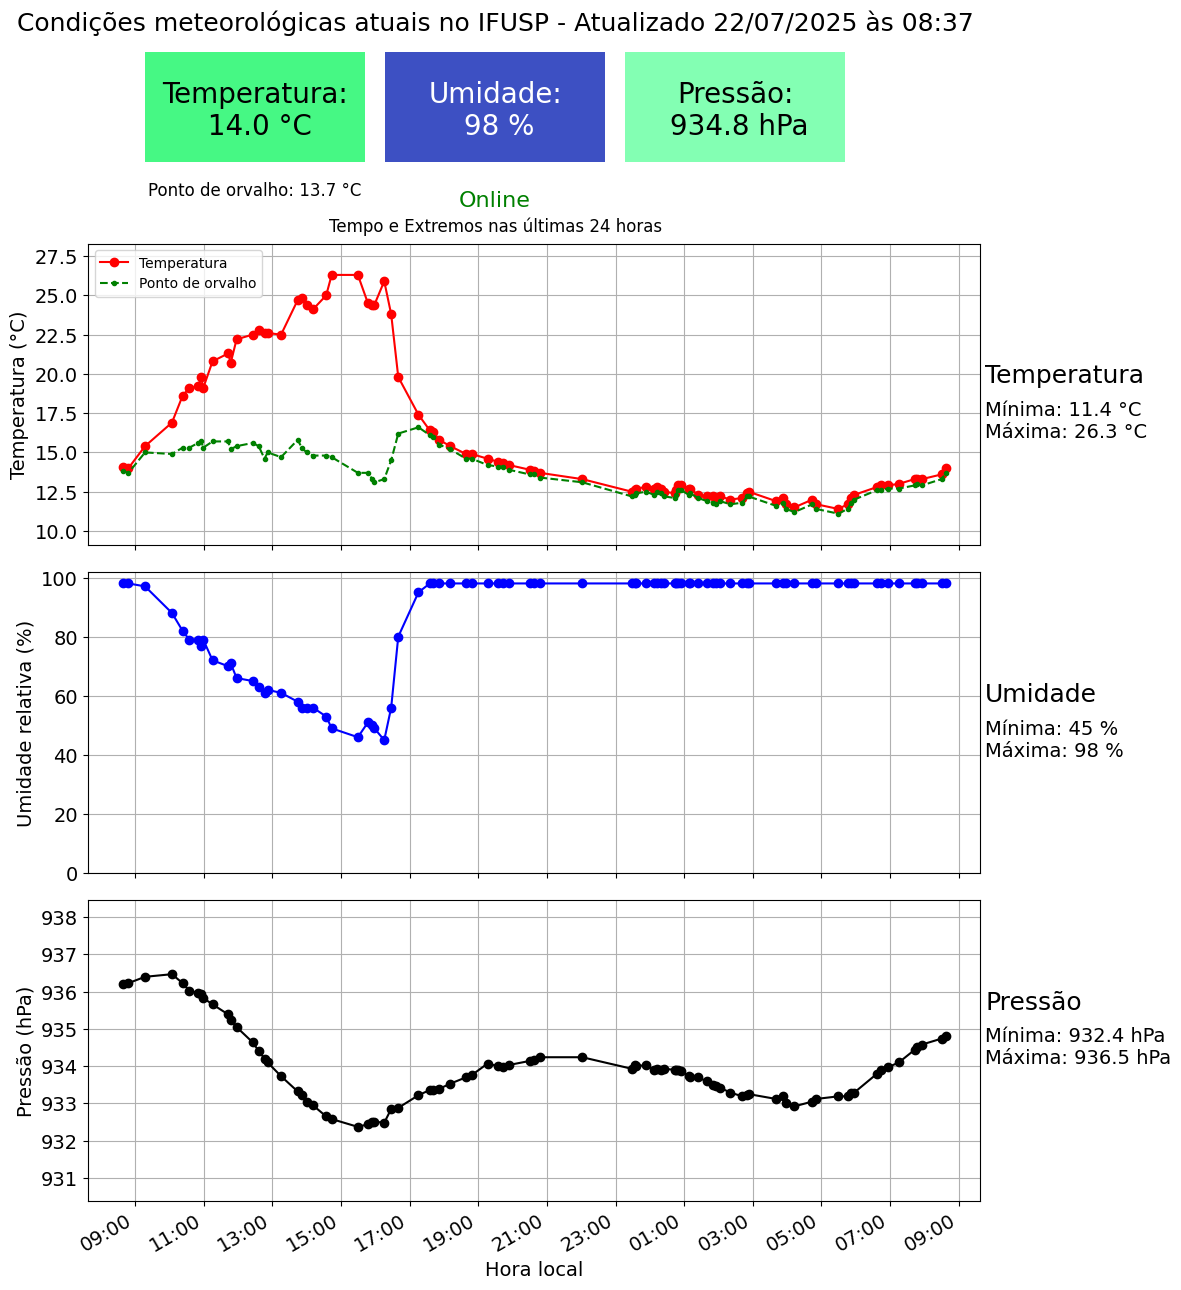 Condições meteorológicas atuais no IFUSP - Atualizado 22/07/2025 às 08:37
Temperatura:
14.0 °C
Umidade:
98 %
Pressão:
934.8 hPa
Ponto de orvalho: 13.7 °C
Online
Tempo e Extremos nas últimas 24 horas
Temperatura (°C)
27.5
25.0
22.5
20.0
17.5
15.0
12.5
10.0
Temperatura
Ponto de orvalho
Temperatura
Mínima: 11.4 °C
Máxima: 26.3 °C
Umidade relativa (%)
100
80
60
40
20
0
Umidade
Mínima: 45 %
Máxima: 98 %
Pressão (hPa)
938
937
936
935
934
933
932
931
Pressão
Mínima: 932.4 hPa
Máxima: 936.5 hPa
09:00
11:00
13:00
15:00
17:00
19:00
21:00
23:00
01:00
03:00
05:00
07:00
09:00
Hora local